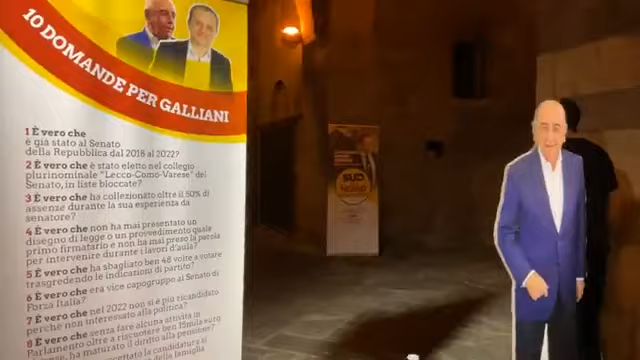 10 DOMANDE PER GALLIANI
1 È vero che
è già stato al Senato
della Repubblica dal 2018 al 2022?
2 È vero che è stato eletto nel collegio
plurinominale "Lecco-Como-Varese" del
Senato, in liste bloccate?
3 È vero che ha collezionato oltre il 50% di
assenze durante la sua esperienza da
senatore?
4 È vero che non ha mai presentato un
disegno di legge o un provvedimento quale
primo firmatario e non ha mai preso la parola
per intervenire durante i lavori d'aula?
5 È vero che ha sbagliato ben 48 volte a votare
trasgredendo le indicazioni di partito?
6 È vero che era vice capogruppo al Senato di
Forza Italia?
7 È vero che nel 2022 non si è più ricandidato
perché non interessato alla politica?
8 È vero che senza fare alcuna attività in
Parlamento oltre a riscuotere ben 15mila euro
ha maturato il diritto alla pensione?
accettato la candidatura
della famiglia
SUD
NORD